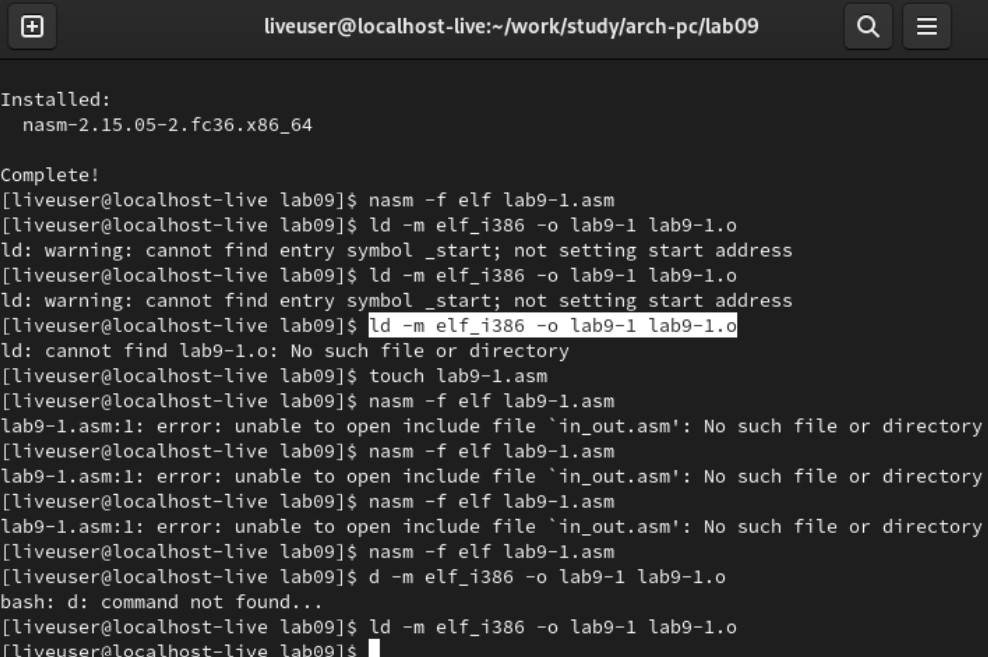 liveuser@localhost-live:~/work/study/arch-pc/lab09
Installed:
  nasm-2.15.05-2.fc36.x86_64
Complete!
[liveuser@localhost-live lab09]$ nasm -f elf lab9-1.asm
[liveuser@localhost-live lab09]$ ld -m elf_i386 -o lab9-1 lab9-1.o
ld: warning: cannot find entry symbol _start; not setting start address
[liveuser@localhost-live lab09]$ ld -m elf_i386 -o lab9-1 lab9-1.o
ld: warning: cannot find entry symbol _start; not setting start address
[liveuser@localhost-live lab09]$ ld -m elf_i386 -o lab9-1 lab9-1.o
ld: cannot find lab9-1.o: No such file or directory
[liveuser@localhost-live lab09]$ touch lab9-1.asm
[liveuser@localhost-live lab09]$ nasm -f elf lab9-1.asm
lab9-1.asm:1: error: unable to open include file `in_out.asm': No such file or directory
[liveuser@localhost-live lab09]$ nasm -f elf lab9-1.asm
lab9-1.asm:1: error: unable to open include file `in_out.asm': No such file or directory
[liveuser@localhost-live lab09]$ nasm -f elf lab9-1.asm
lab9-1.asm:1: error: unable to open include file `in_out.asm': No such file or directory
[liveuser@localhost-live lab09]$ nasm -f elf lab9-1.asm
[liveuser@localhost-live lab09]$ d -m elf_i386 -o lab9-1 lab9-1.o
bash: d: command not found...
[liveuser@localhost-live lab09]$ ld -m elf_i386 -o lab9-1 lab9-1.o
[liveuser@localhost-live lab09]$